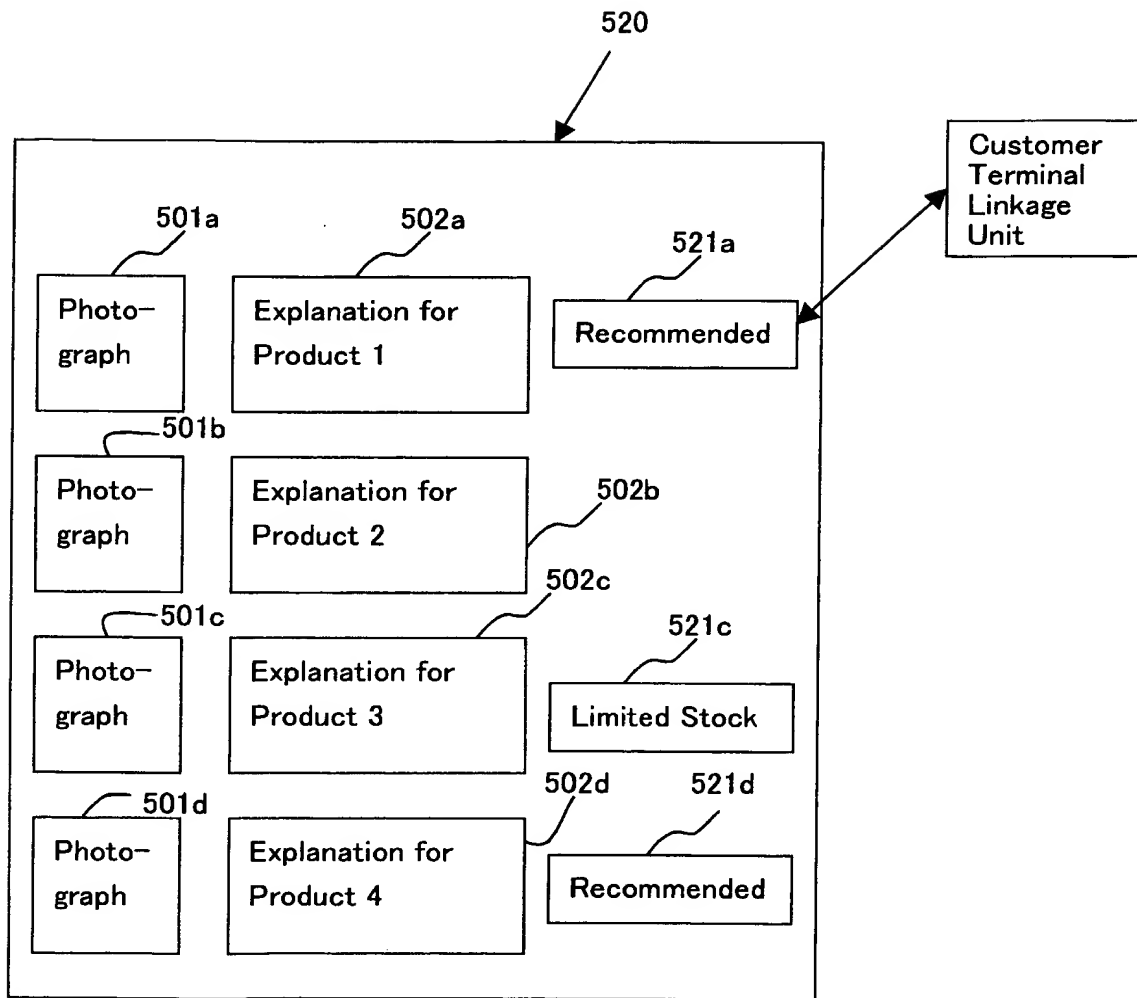 520
Customer
Terminal
Linkage
Unit
501a
502a
521a
Photo-
graph
Explanation for
Product 1
Recommended
501b
Photo-
graph
Explanation for
Product 2
502b
502c
501c
521c
Photo-
graph
Explanation for
Product 3
Limited Stock
501d
502d
521d
Photo-
graph
Explanation for
Product 4
Recommended